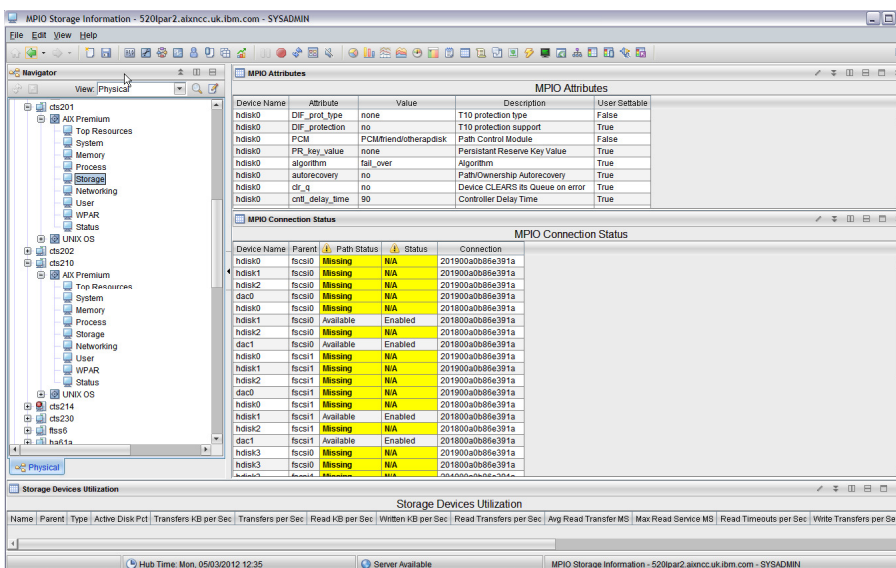 MPIO Storage Information - 520lpar2.aixncc.uk.ibm.com - SYSADMIN
File Edit View Help
Navigator
View: Physical
cts201
AIX Premium
Top Resources
System
Memory
Process
Storage
Networking
User
WPAR
Status
UNIX OS
cts202
cts210
AIX Premium
Top Resources
System
Memory
Process
Storage
Networking
User
WPAR
Status
UNIX OS
cts214
cts230
ftss6
ha61a
Physical
MPIO Attributes
MPIO Attributes
Device Name Attribute Value Description User Settable
hdisk0 DIF_prot_type none T10 protection type False
hdisk0 DIF_protection no T10 protection support True
hdisk0 PCM PCM/friend/otherapdisk Path Control Module False
hdisk0 PR_key_value none Persistant Reserve Key Value True
hdisk0 algorithm fail_over Algorithm True
hdisk0 autorecovery no Path/Ownership Autorecovery True
hdisk0 clr_q no Device CLEARS its Queue on error True
hdisk0 cntl_delay_time 90 Controller Delay Time True
MPIO Connection Status
MPIO Connection Status
Device Name Parent Path Status Status Connection
hdisk0 fscsi0 Missing N/A 201900a0b86e391a
hdisk1 fscsi0 Missing N/A 201900a0b86e391a
hdisk2 fscsi0 Missing N/A 201900a0b86e391a
dac0 fscsi0 Missing N/A 201900a0b86e391a
hdisk0 fscsi0 Missing N/A 201800a0b86e391a
hdisk1 fscsi0 Available Enabled 201800a0b86e391a
hdisk2 fscsi0 Missing N/A 201800a0b86e391a
dac1 fscsi0 Available Enabled 201800a0b86e391a
hdisk0 fscsi1 Missing N/A 201900a0b86e391a
hdisk1 fscsi1 Missing N/A 201900a0b86e391a
hdisk2 fscsi1 Missing N/A 201900a0b86e391a
dac0 fscsi1 Missing N/A 201900a0b86e391a
hdisk0 fscsi1 Missing N/A 201800a0b86e391a
hdisk1 fscsi1 Available Enabled 201800a0b86e391a
hdisk2 fscsi1 Missing N/A 201800a0b86e391a
dac1 fscsi1 Available Enabled 201800a0b86e391a
hdisk3 fscsi0 Missing N/A 201900a0b86e391a
hdisk3 fscsi0 Missing N/A 201800a0b86e391a
Storage Devices Utilization
Storage Devices Utilization
Name Parent Type Active Disk Pct Transfers KB per Sec Transfers per Sec Read KB per Sec Written KB per Sec Read Transfers per Sec Avg Read Transfer MS Max Read Service MS Read Timeouts per Sec Write Transfers per Se
Hub Time: Mon, 05/03/2012 12:35 Server Available MPIO Storage Information - 520lpar2.aixncc.uk.ibm.com - SYSADMIN